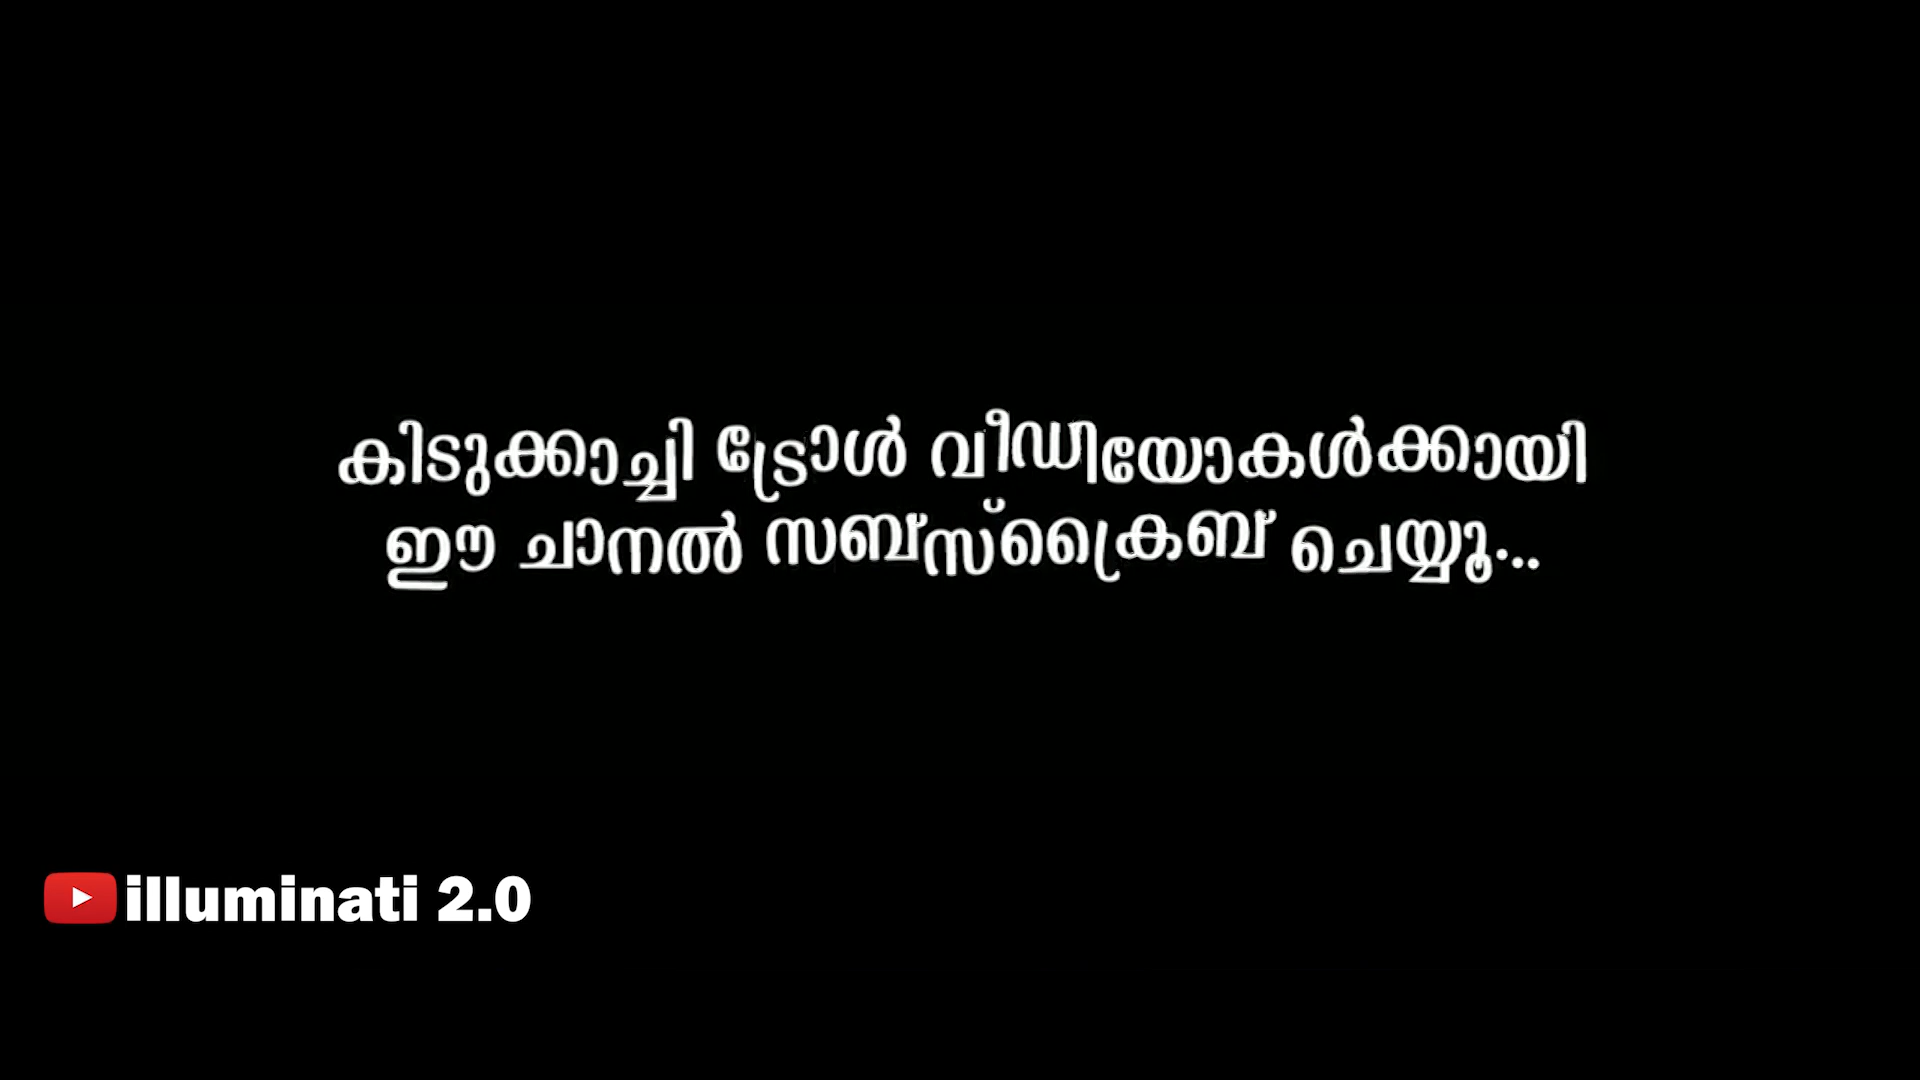 കിടുക്കാച്ചി ട്രോൾ വീഡിയോകൾക്കായി
ഈ ചാനൽ സബ്സ്ക്രൈബ് ചെയ്യൂ...
illuminati 2.0